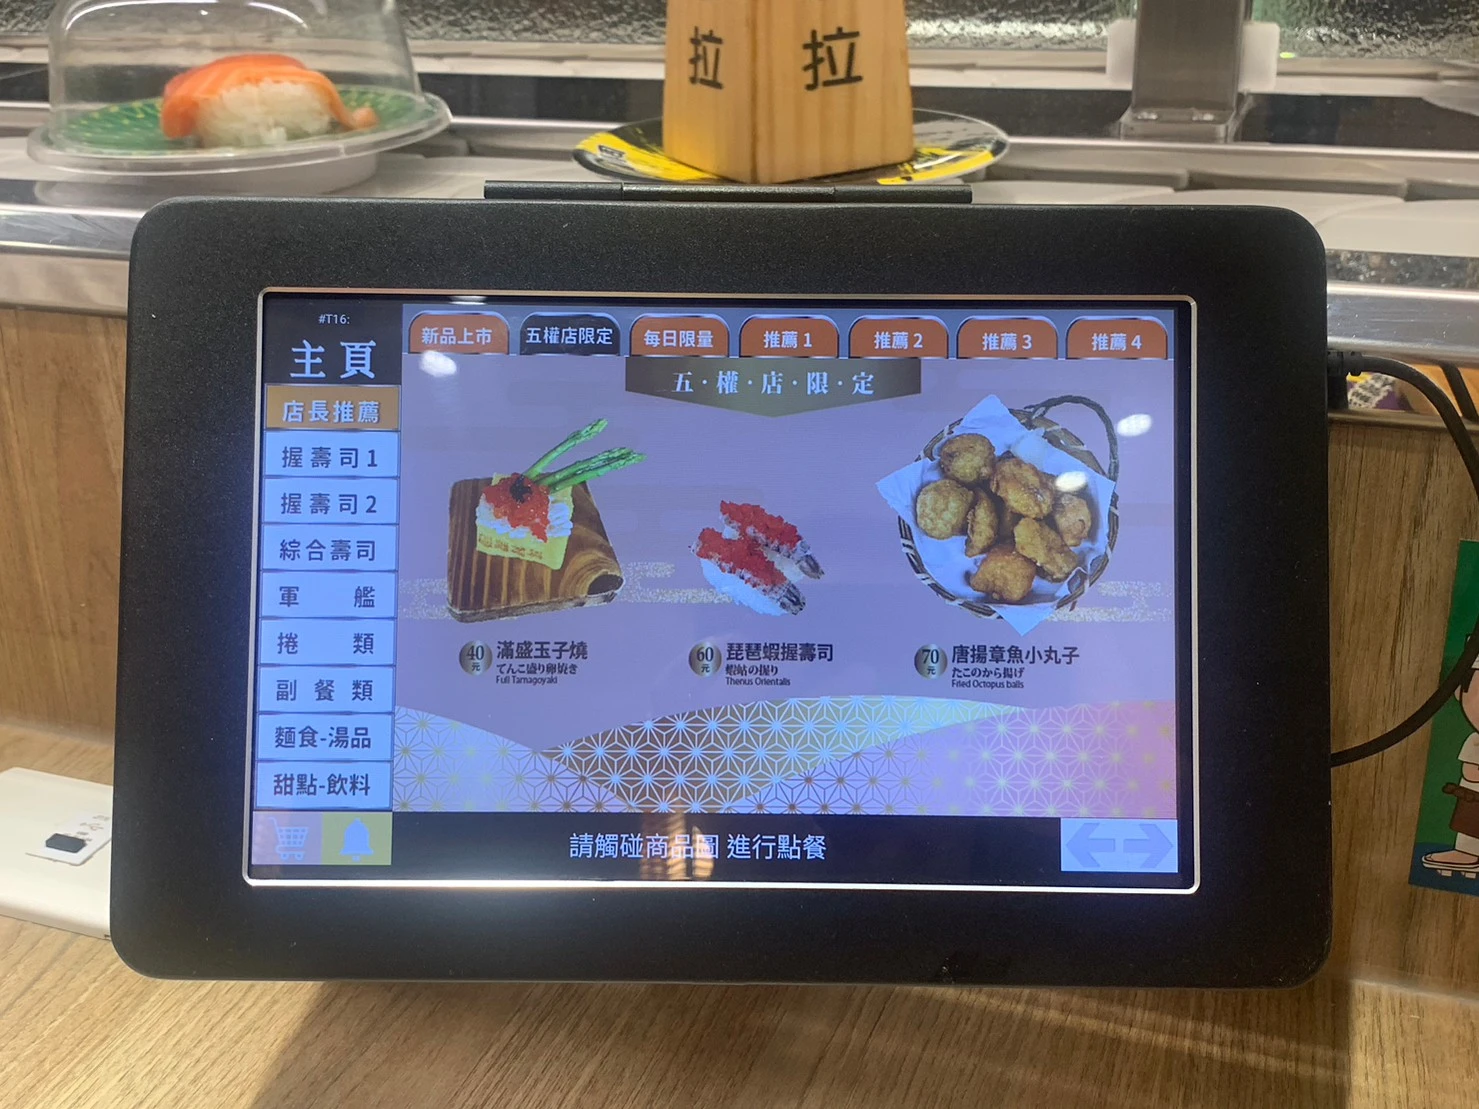 拉 拉
#T16:
主頁
店長推薦
握壽司1
握壽司2
綜合壽司
軍艦
捲類
副餐類
麵食-湯品
甜點-飲料
新品上市 五權店限定 每日限量 推薦1 推薦2 推薦3 推薦4
五·權·店·限·定
40元 滿盛玉子燒
てんこ盛り卵焼き
Full Tamagoyaki
60元 琵琶蝦握壽司
蝦蛄の握り
Thenus Orientalis
70元 唐揚章魚小丸子
たこのから揚げ
Fried Octopus balls
請觸碰商品圖 進行點餐